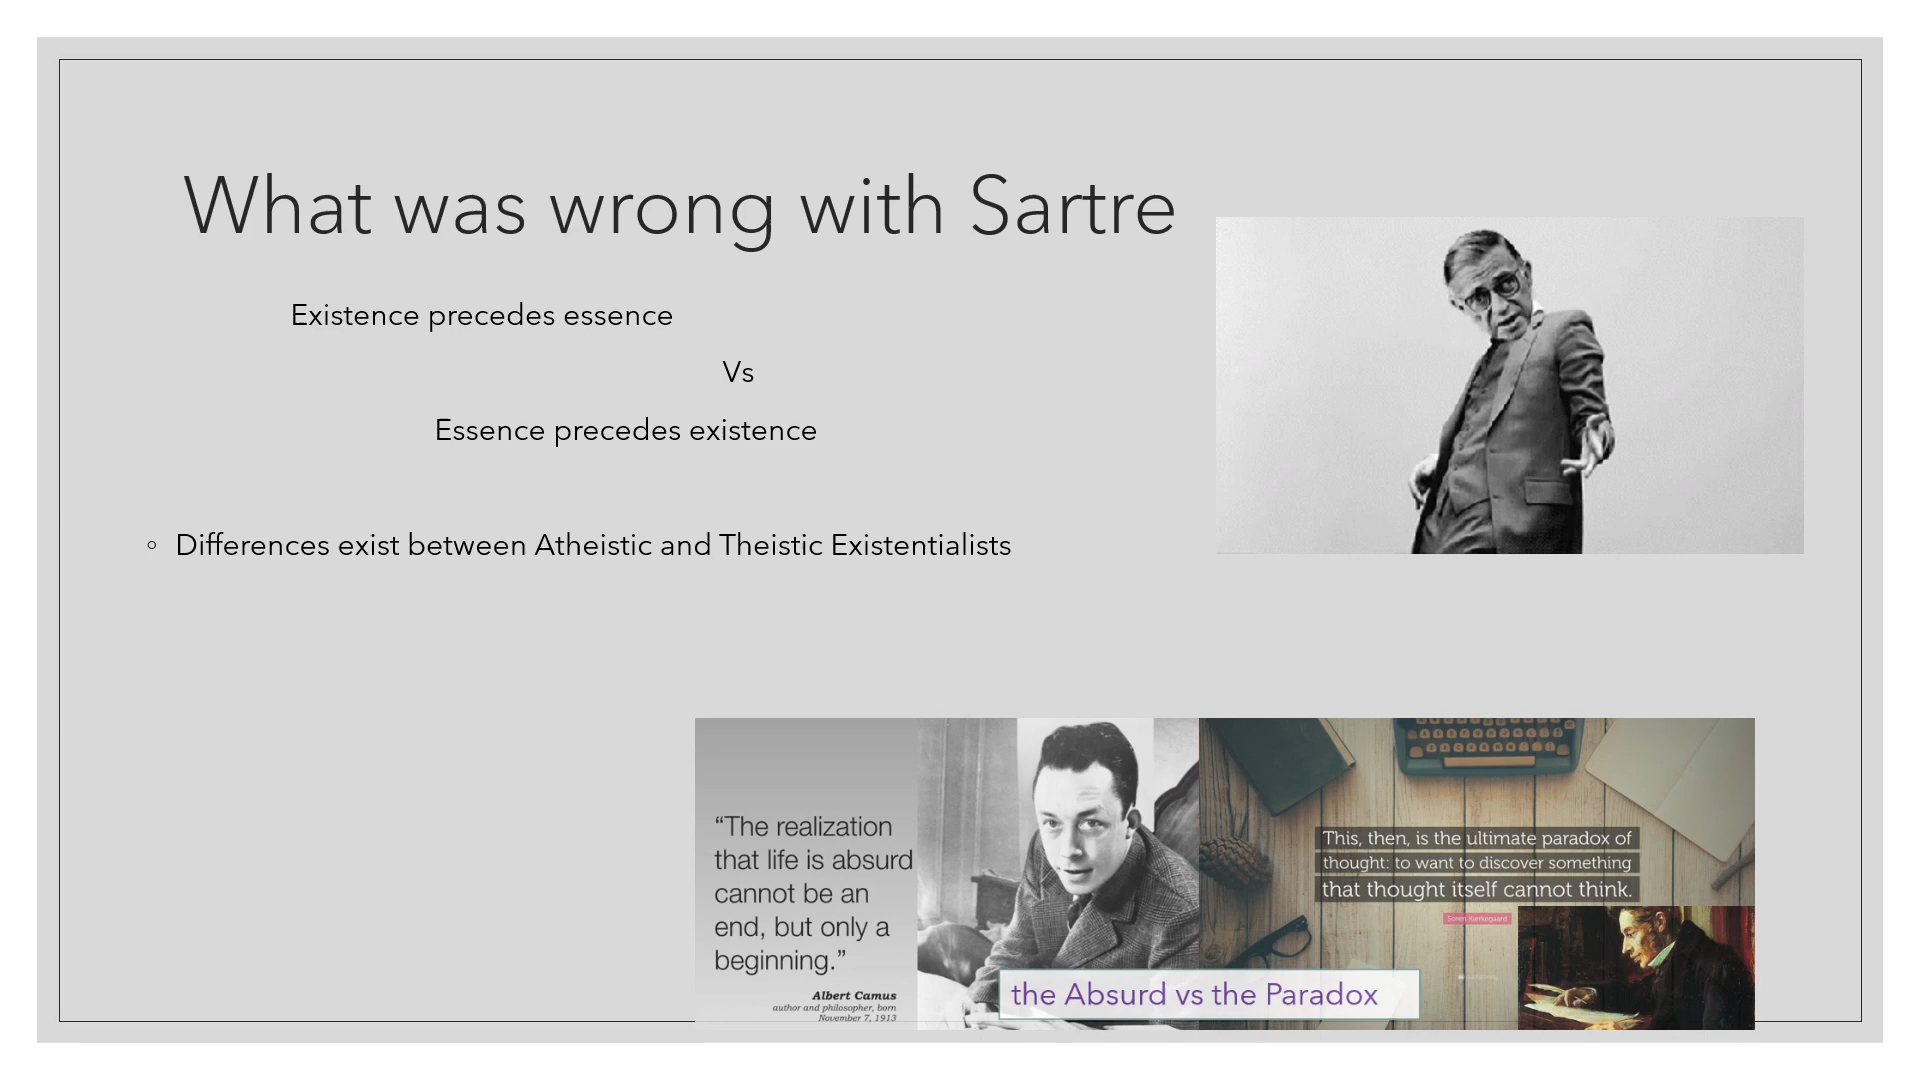 What was wrong with Sartre
Existence precedes essence
Vs
Essence precedes existence
◦ Differences exist between Atheistic and Theistic Existentialists
“The realization
that life is absurd
cannot be an
end, but only a
beginning.”
Albert Camus
author and philosopher, born
November 7, 1913
This, then, is the ultimate paradox of
thought: to want to discover something
that thought itself cannot think.
Soren Kierkegaard
the Absurd vs the Paradox